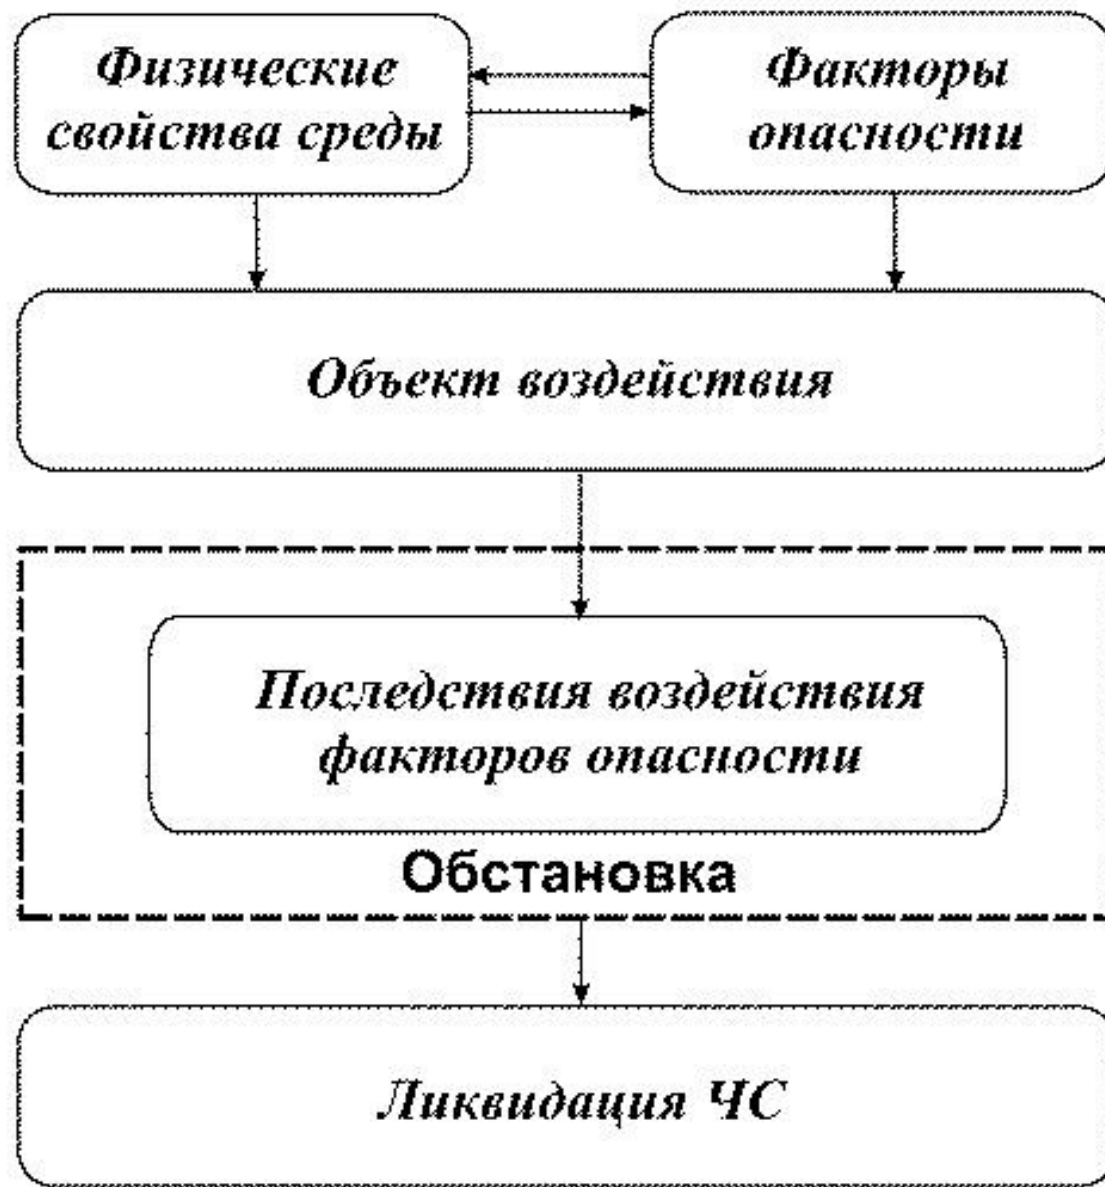 Физические
свойства среды
Факторы
опасности
Объект воздействия
Последствия воздействия
факторов опасности
Обстановка
Ликвидация ЧС